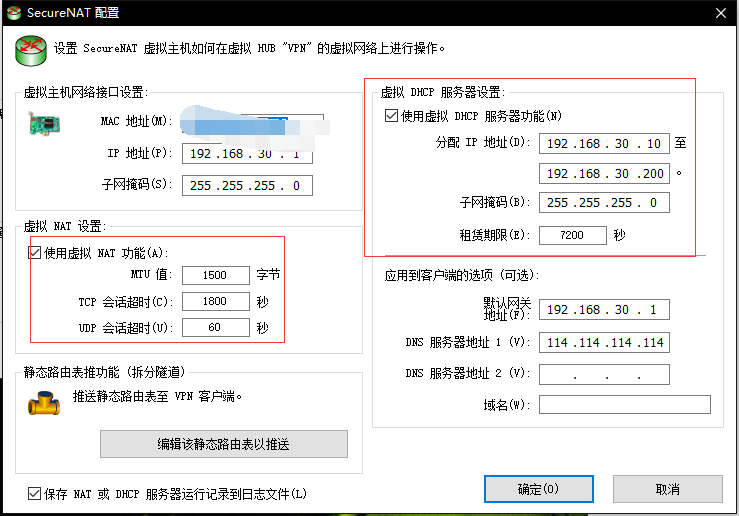 SecureNAT 配置
设置 SecureNAT 虚拟主机如何在虚拟 HUB "VPN" 的虚拟网络上进行操作。
虚拟主机网络接口设置:
MAC 地址(M):
IP 地址(P): 192 .168 . 30 . 1
子网掩码(S): 255 .255 .255 . 0
虚拟 NAT 设置:
使用虚拟 NAT 功能(A):
MTU 值: 1500 字节
TCP 会话超时(C): 1800 秒
UDP 会话超时(U): 60 秒
静态路由表推功能 (拆分隧道)
推送静态路由表至 VPN 客户端。
编辑该静态路由表以推送
保存 NAT 或 DHCP 服务器运行记录到日志文件(L)
虚拟 DHCP 服务器设置:
使用虚拟 DHCP 服务器功能(N)
分配 IP 地址(D): 192 .168 . 30 . 10 至
192 .168 . 30 .200 。
子网掩码(B): 255 .255 .255 . 0
租赁期限(E): 7200 秒
应用到客户端的选项 (可选):
默认网关
地址(F): 192 .168 . 30 . 1
DNS 服务器地址 1 (V): 114 .114 .114 .114
DNS 服务器地址 2 (V): . . .
域名(W):
确定(O)
取消